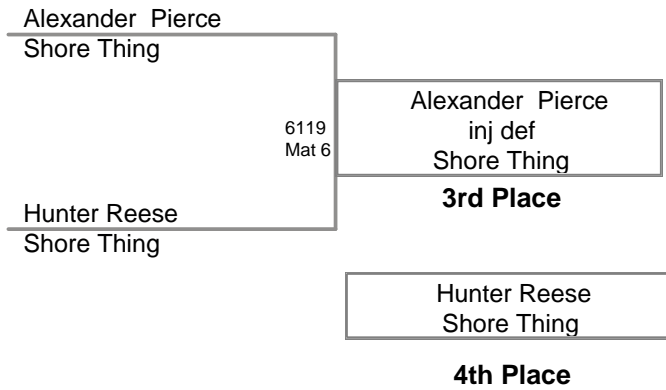 Alexander Pierce
Shore Thing
6119
Mat 6
Alexander Pierce
inj def
Shore Thing
3rd Place
Hunter Reese
Shore Thing
Hunter Reese
Shore Thing
4th Place